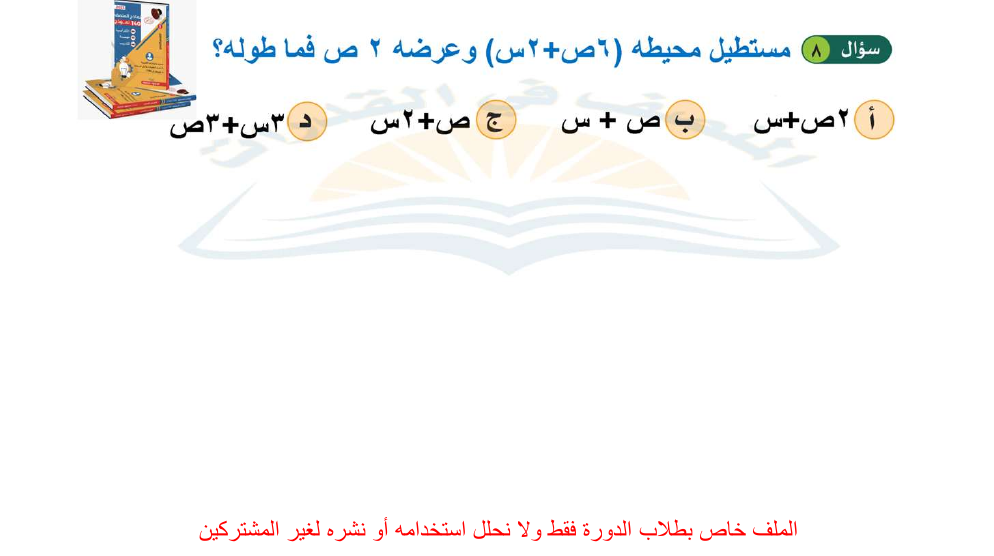 سؤال ٨ مستطيل محيطه (٦ص+٢س) وعرضه ٢ ص فما طوله؟
أ ٢ص+س ب ص + س ج ص+٢س د ٣س+٣ص
الملف خاص بطلاب الدورة فقط ولا نحلل استخدامه أو نشره لغير المشتركين